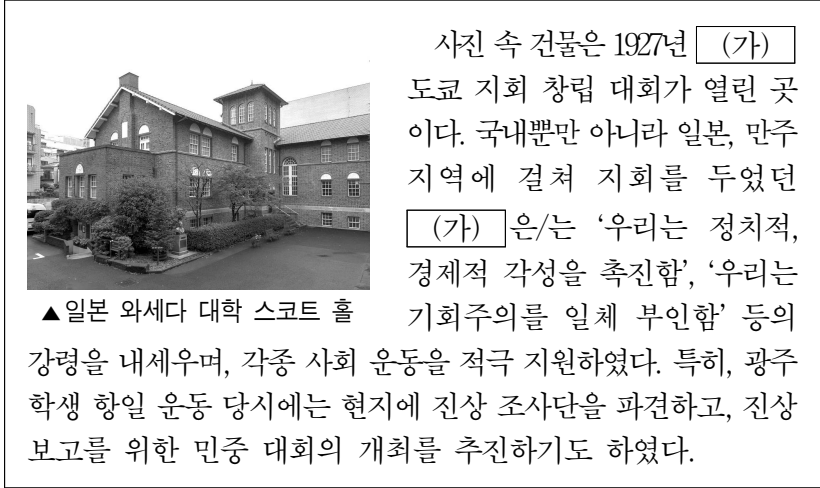 사진 속 건물은 1927년 (가)
도쿄 지회 창립 대회가 열린 곳
이다. 국내뿐만 아니라 일본, 만주
지역에 걸쳐 지회를 두었던
(가) 은/는 ‘우리는 정치적,
경제적 각성을 촉진함’, ‘우리는
기회주의를 일체 부인함’ 등의
▲일본 와세다 대학 스코트 홀
강령을 내세우며, 각종 사회 운동을 적극 지원하였다. 특히, 광주
학생 항일 운동 당시에는 현지에 진상 조사단을 파견하고, 진상
보고를 위한 민중 대회의 개최를 추진하기도 하였다.